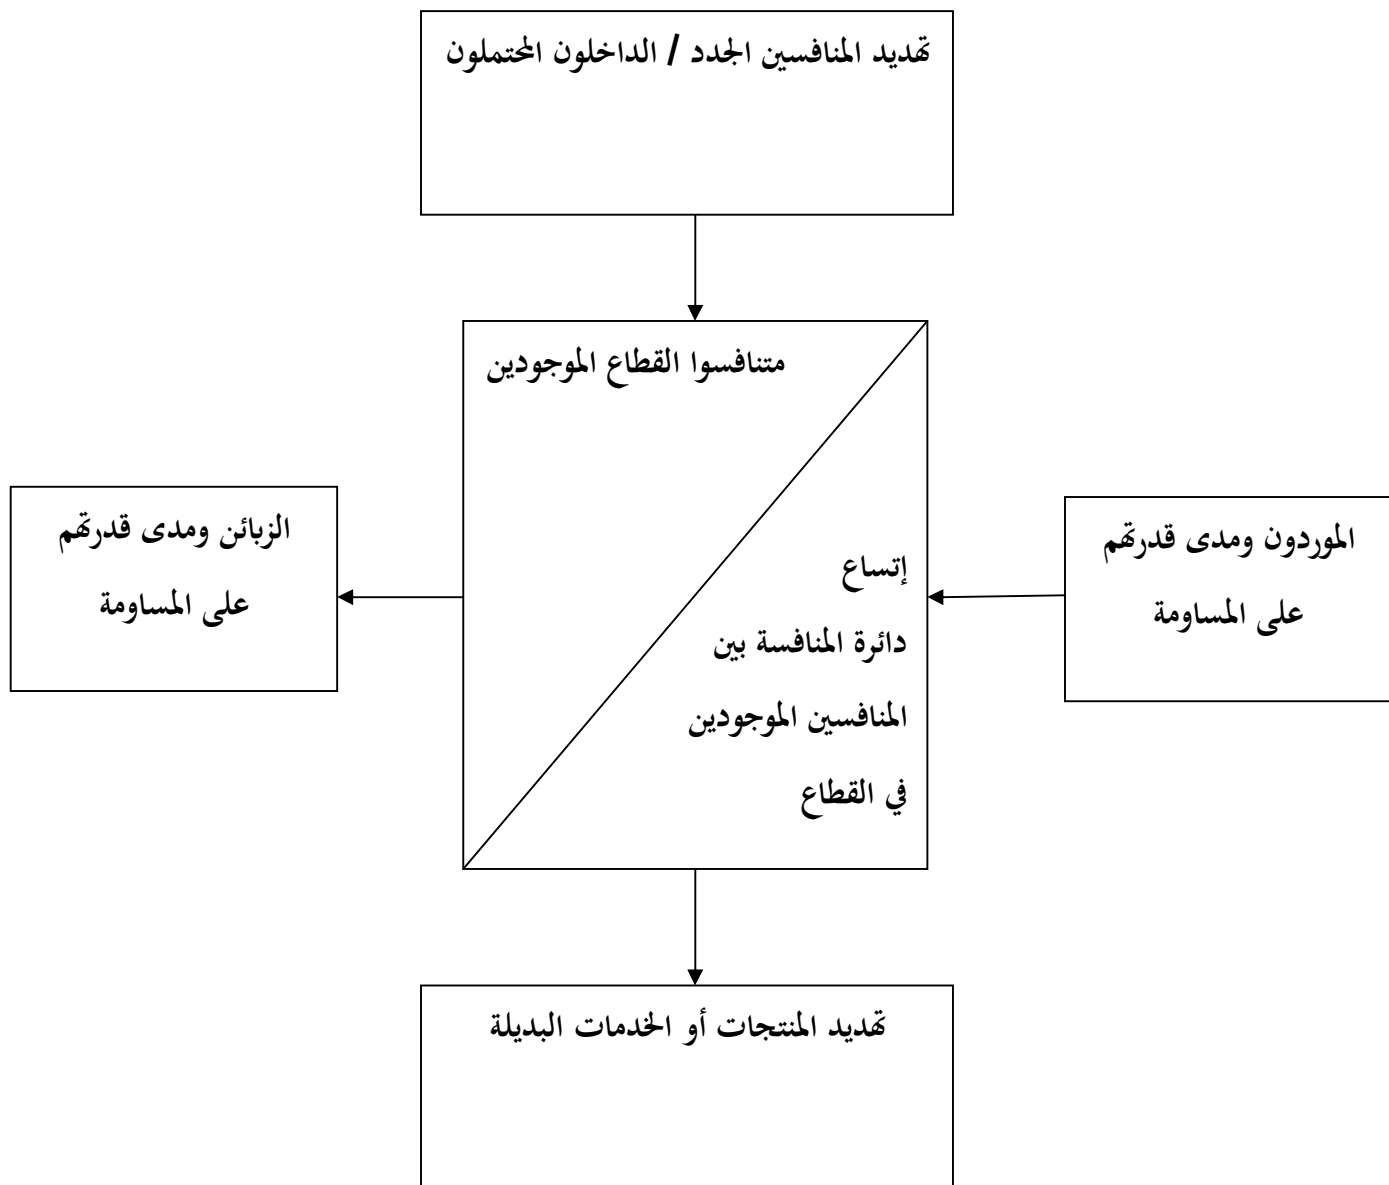 تهديد المنافسين الجدد / الداخلون المحتملون
متنافسوا القطاع الموجودين
إتساع
دائرة المنافسة بين
المنافسين الموجودين
في القطاع
الموردون ومدى قدرتهم
على المساومة
الزبائن ومدى قدرتهم
على المساومة
تهديد المنتجات أو الخدمات البديلة